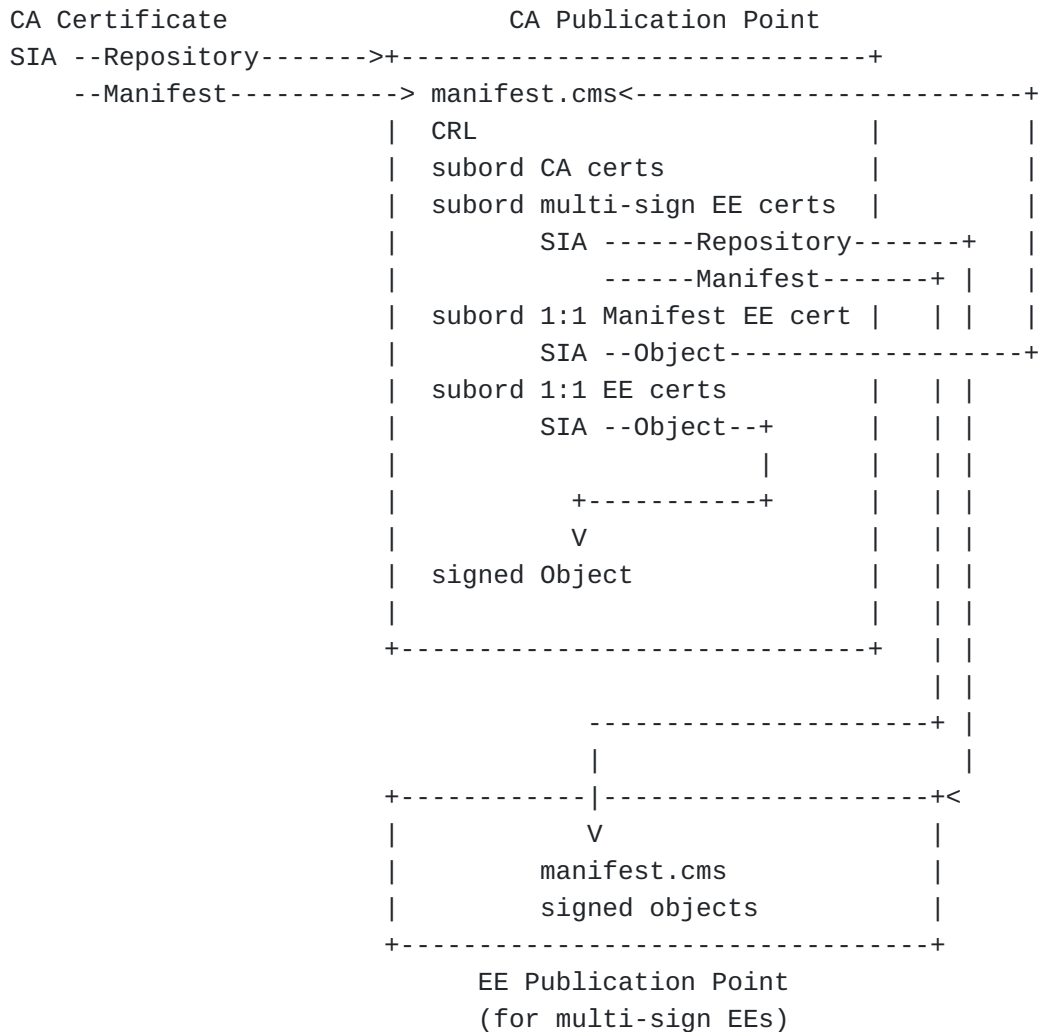 CA Certificate                 CA Publication Point
SIA --Repository------->+------------------------------+
    --Manifest-----------> manifest.cms<-------------------------+
                        |  CRL                         |         |
                        |  subord CA certs             |         |
                        |  subord multi-sign EE certs  |         |
                        |         SIA ------Repository-------+   |
                        |             ------Manifest-------+ |   |
                        |  subord 1:1 Manifest EE cert |   | |   |
                        |         SIA --Object-------------------+
                        |  subord 1:1 EE certs         |   | |
                        |         SIA --Object--+      |   | |
                        |                       |      |   | |
                        |           +-----------+      |   | |
                        |           V                  |   | |
                        |  signed Object               |   | |
                        |                              |   | |
                        +------------------------------+   | |
                                                           | |
                                     ---------------------+ |
                                     |                       |
                        +------------|---------------------+<
                        |            V                     |
                        |         manifest.cms             |
                        |         signed objects           |
                        +----------------------------------+
                              EE Publication Point
                              (for multi-sign EEs)